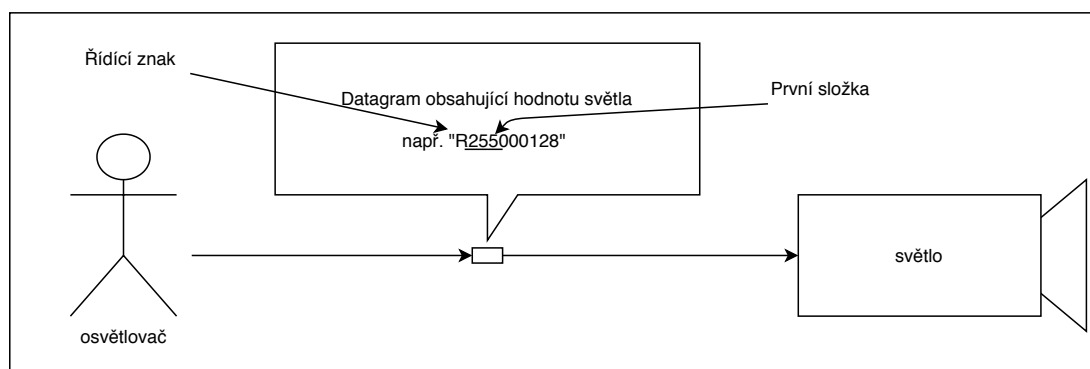 Řídící znak
První složka
Datagram obsahující hodnotu světla
např. "R255000128"
světlo
osvětlovač